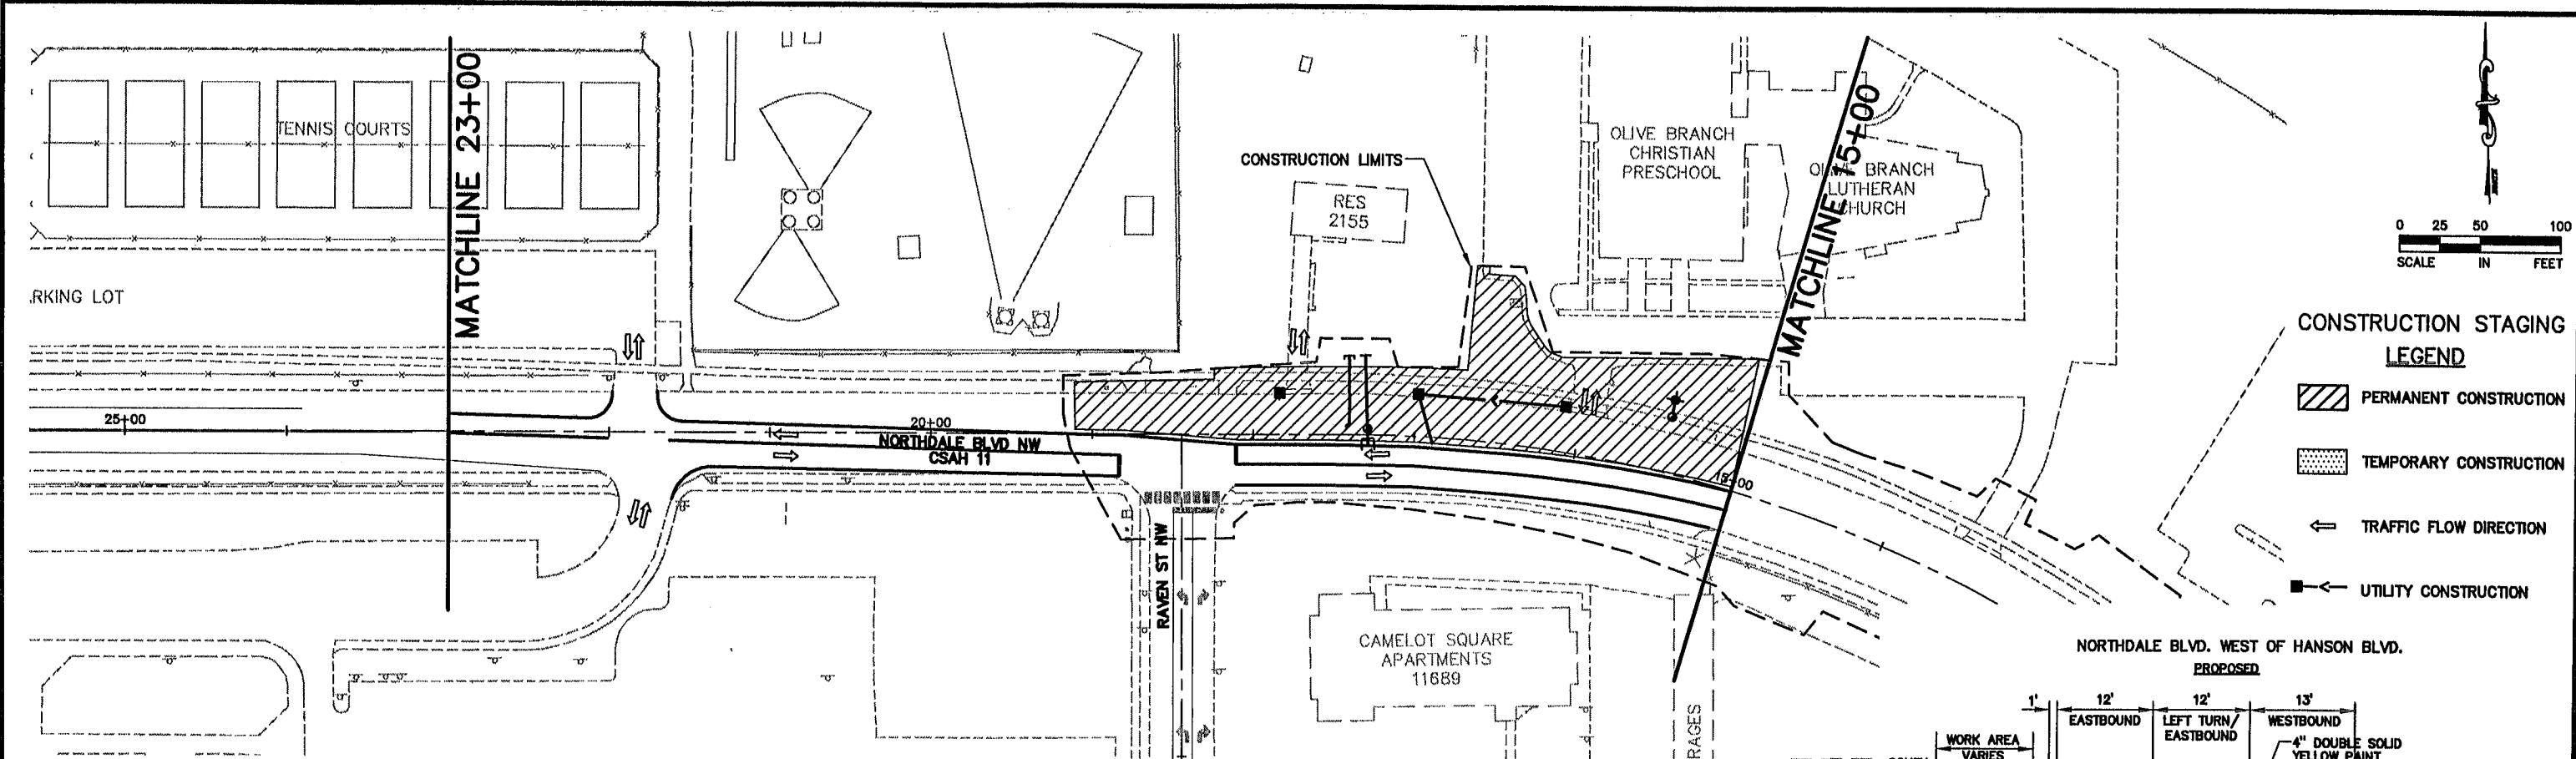 TENNIS COURTS
MATCHLINE 23+00
.RKING LOT
25+00
20+00
NORTHDALE BLVD NW
CSAH 11
RAVEN ST NW
CONSTRUCTION LIMITS
RES
2155
OLIVE BRANCH
CHRISTIAN
PRESCHOOL
OLIVE BRANCH
LUTHERAN
CHURCH
MATCHLINE 15+00
15+00
CAMELOT SQUARE
APARTMENTS
11689
RAGES
0 25 50 100
SCALE IN FEET
CONSTRUCTION STAGING
LEGEND
PERMANENT CONSTRUCTION
TEMPORARY CONSTRUCTION
TRAFFIC FLOW DIRECTION
UTILITY CONSTRUCTION
NORTHDALE BLVD. WEST OF HANSON BLVD.
PROPOSED
1' 12' 12' 13'
EASTBOUND
LEFT TURN/
EASTBOUND
WESTBOUND
WORK AREA
VARIES
4" DOUBLE SOLID
YELLOW PAINT